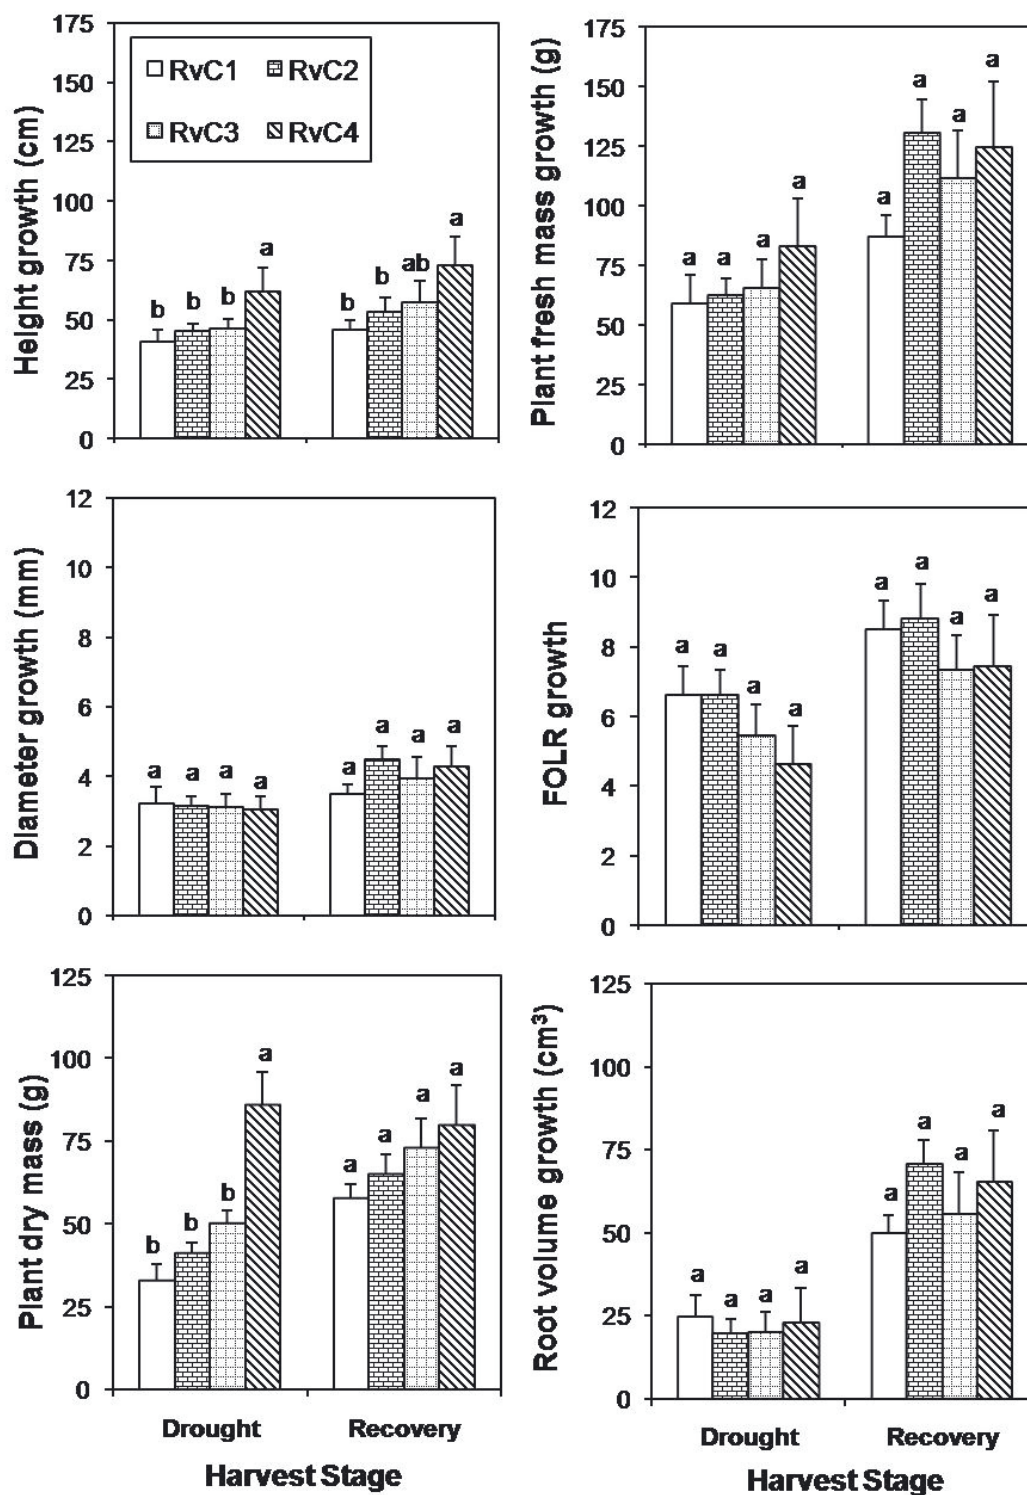 Height growth (cm)
175
150
125
100
75
50
25
0
RvC1 RvC2
RvC3 RvC4
b b b a
b b ab a
Plant fresh mass growth (g)
175
150
125
100
75
50
25
0
a a a a
a a a
Diameter growth (mm)
12
10
8
6
4
2
0
a a a a
a a a a
FOLR growth
12
10
8
6
4
2
0
a a a a
a a a a
Plant dry mass (g)
125
100
75
50
25
0
b b b a
a a a a
Drought Recovery
Harvest Stage
Root volume growth (cm³)
125
100
75
50
25
0
a a a a
a a a a
Drought Recovery
Harvest Stage